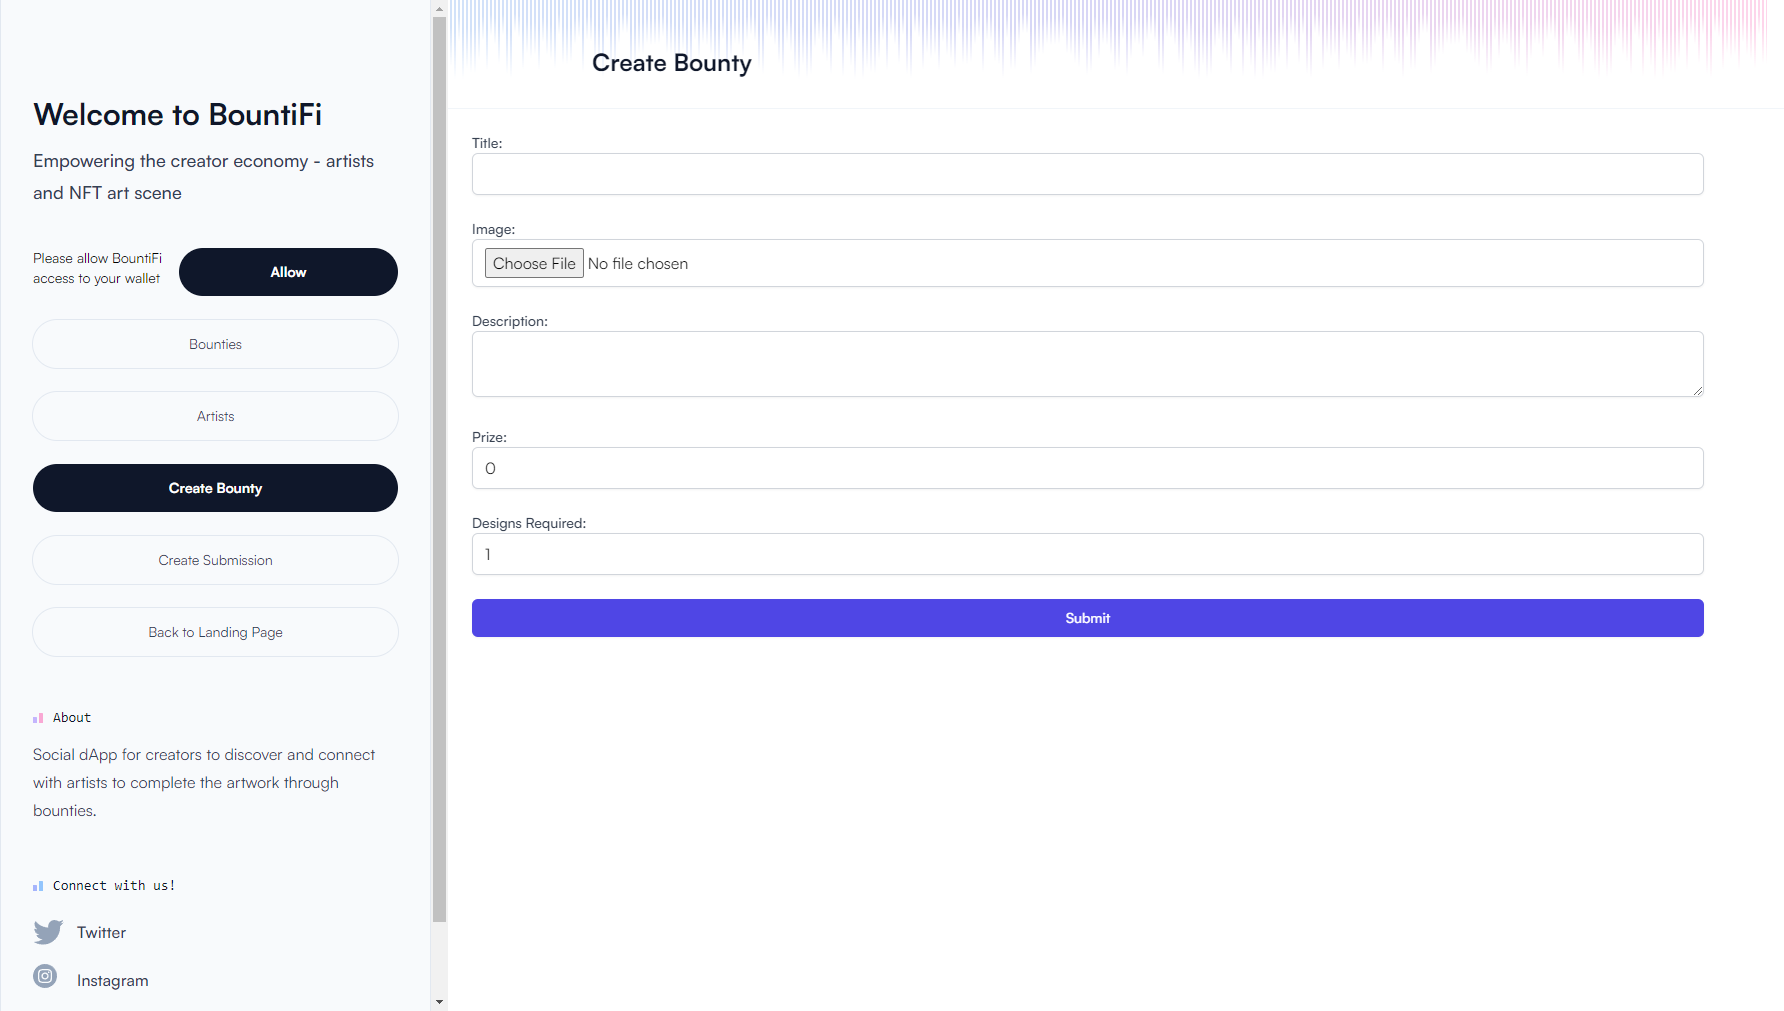 Welcome to BountiFi
Empowering the creator economy - artists
and NFT art scene
Please allow BountiFi
access to your wallet
Allow
Bounties
Artists
Create Bounty
Create Submission
Back to Landing Page
About
Social dApp for creators to discover and connect
with artists to complete the artwork through
bounties.
Connect with us!
Twitter
Instagram
Create Bounty
Title:
Image:
Choose File No file chosen
Description:
Prize:
0
Designs Required:
1
Submit